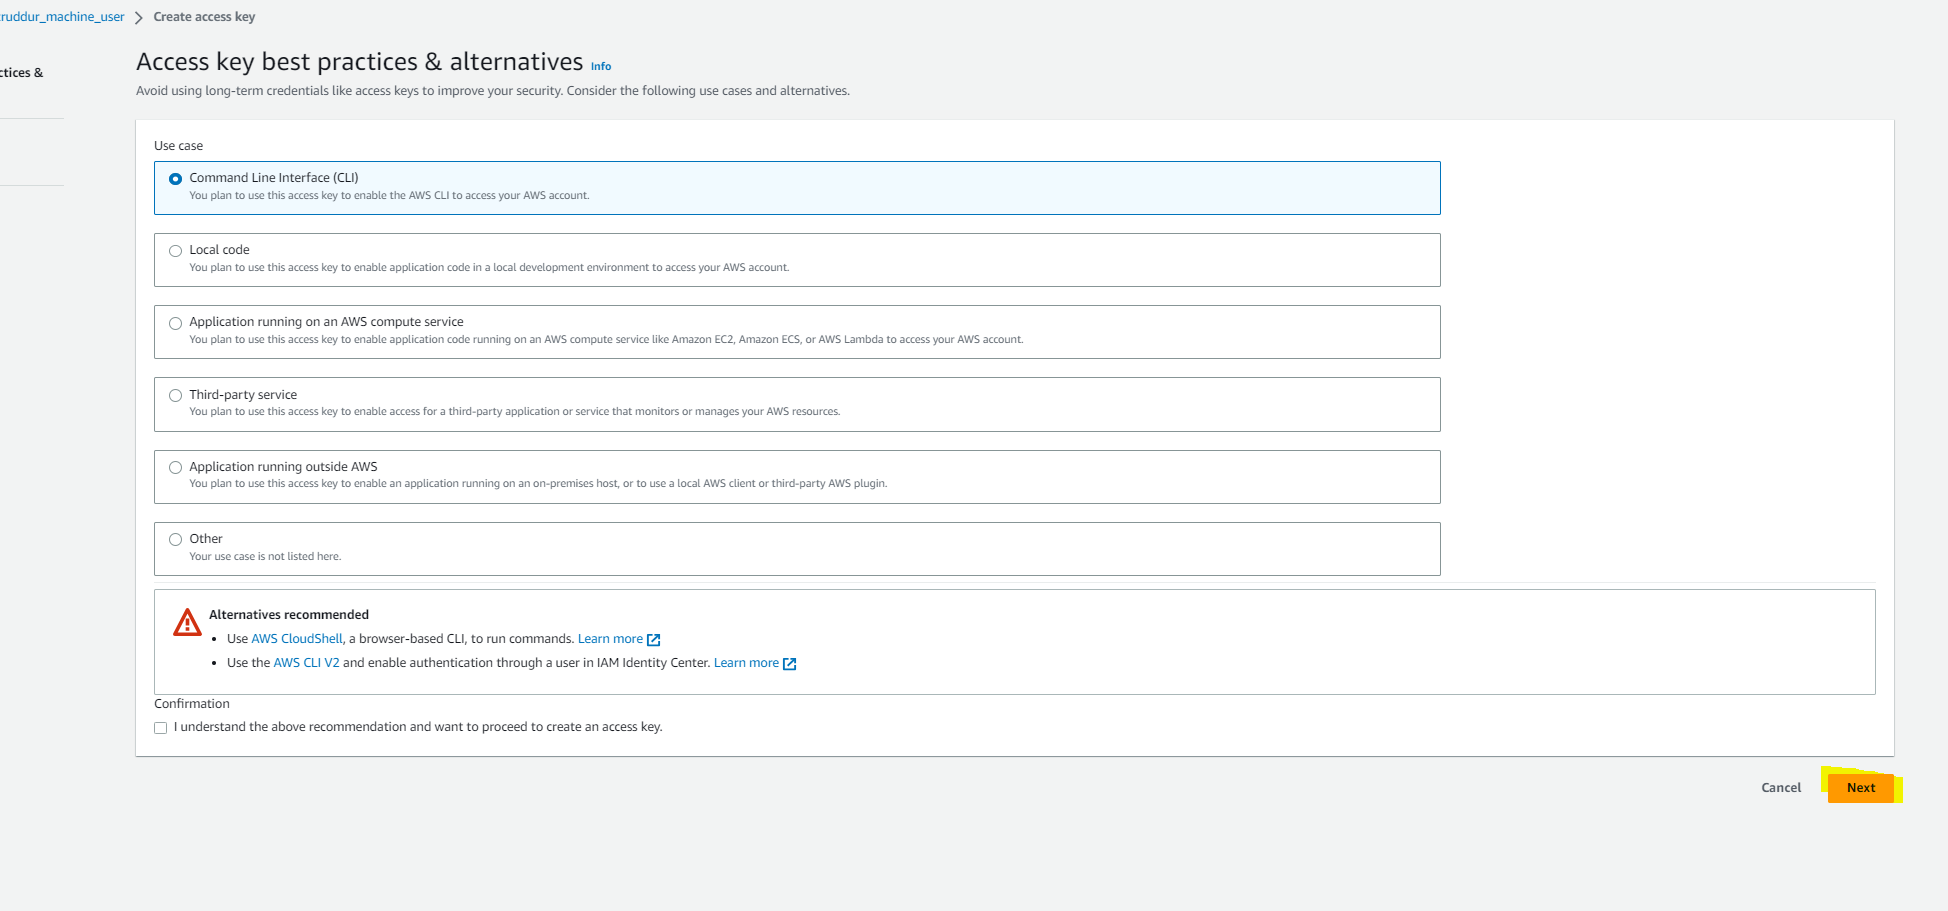 ruddur_machine_user > Create access key
ctices &
Access key best practices & alternatives Info
Avoid using long-term credentials like access keys to improve your security. Consider the following use cases and alternatives.
Use case
Command Line Interface (CLI)
You plan to use this access key to enable the AWS CLI to access your AWS account.
Local code
You plan to use this access key to enable application code in a local development environment to access your AWS account.
Application running on an AWS compute service
You plan to use this access key to enable application code running on an AWS compute service like Amazon EC2, Amazon ECS, or AWS Lambda to access your AWS account.
Third-party service
You plan to use this access key to enable access for a third-party application or service that monitors or manages your AWS resources.
Application running outside AWS
You plan to use this access key to enable an application running on an on-premises host, or to use a local AWS client or third-party AWS plugin.
Other
Your use case is not listed here.
Alternatives recommended
• Use AWS CloudShell, a browser-based CLI, to run commands. Learn more
• Use the AWS CLI V2 and enable authentication through a user in IAM Identity Center. Learn more
Confirmation
I understand the above recommendation and want to proceed to create an access key.
Cancel Next